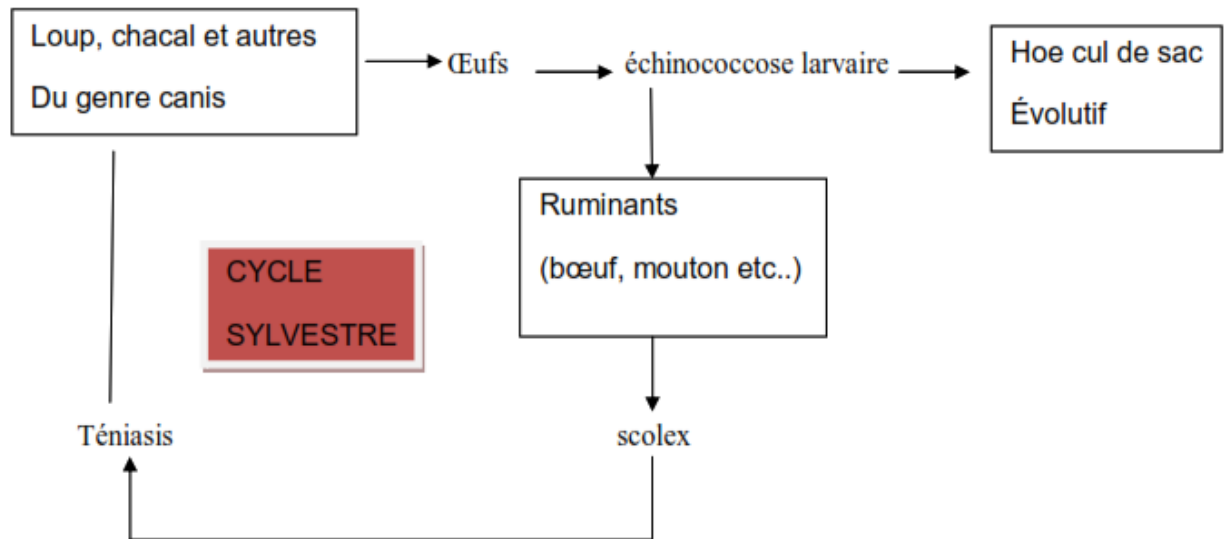 Loup, chacal et autres
Du genre canis
Œufs
échinococcose larvaire
Hoe cul de sac
Évolutif
Ruminants
(bœuf, mouton etc..)
CYCLE
SYLVESTRE
Téniasis
scolex